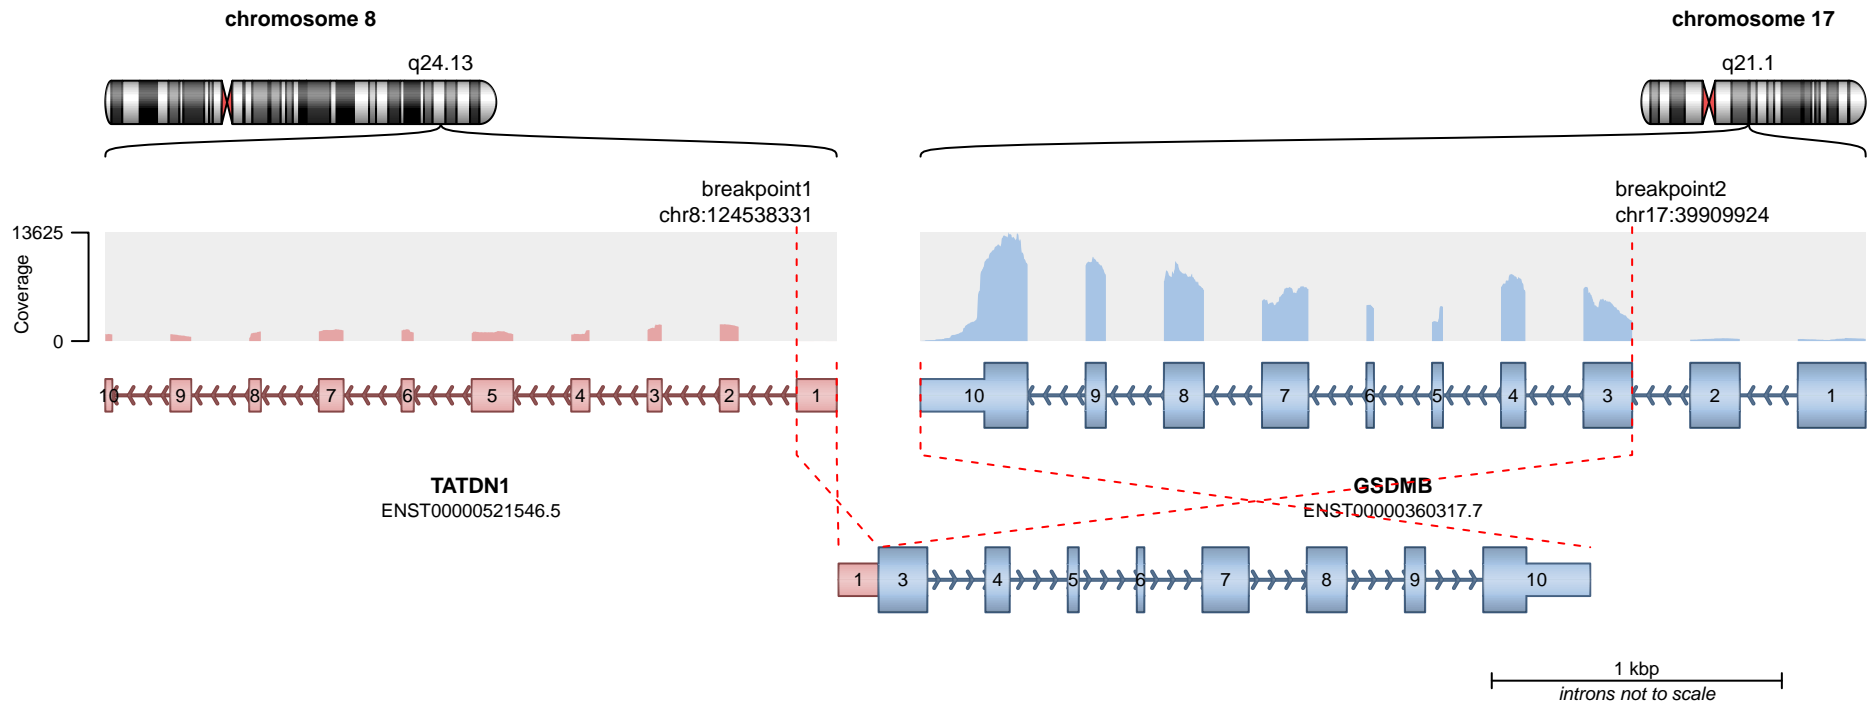 chromosome 8
chromosome 17
q24.13
q21.1
breakpoint1
chr8:124538331
breakpoint2
chr17:39909924
13625
Coverage
0
10 9 8 7 6 5 4 3 2 1
10 9 8 7 6 5 4 3 2 1
TATDN1
ENST00000521546.5
GSDMB
ENST00000360317.7
1 3 4 5 6 7 8 9 10
1 kbp
introns not to scale